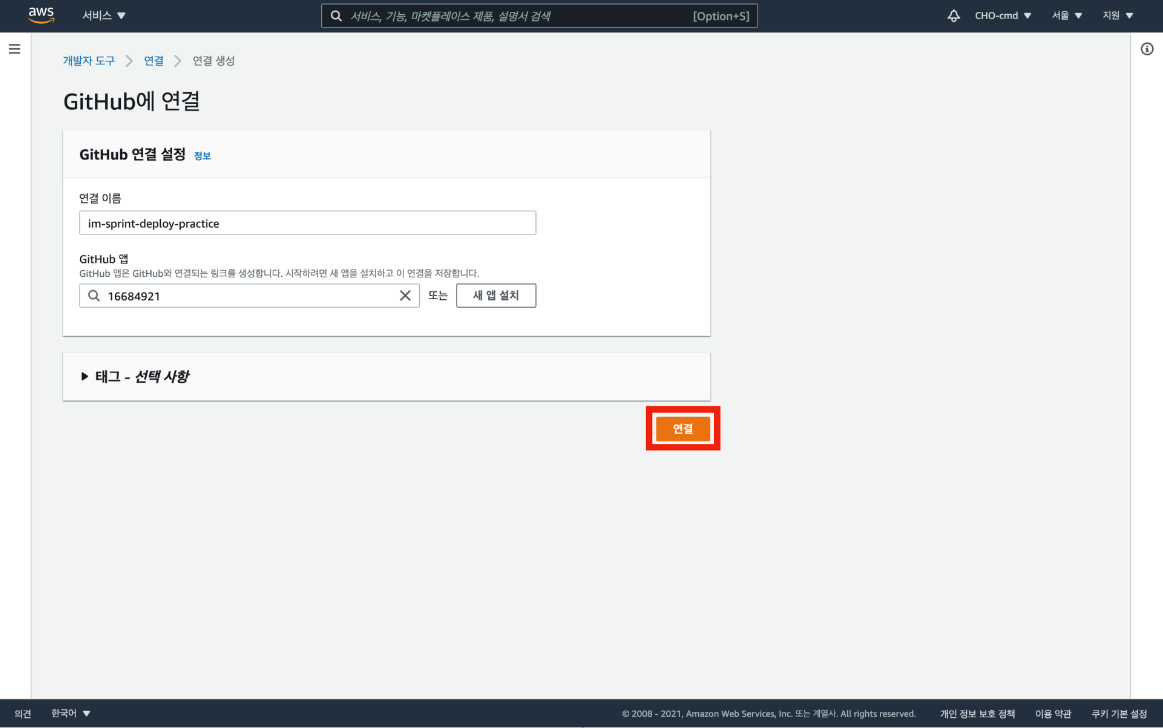 aws 서비스 ▼ 서비스, 기능, 마켓플레이스 제품, 설명서 검색 [Option+S] CHO-cmd ▼ 서울 ▼ 지원 ▼
개발자 도구 > 연결 > 연결 생성
GitHub에 연결
GitHub 연결 설정 정보
연결 이름
im-sprint-deploy-practice
GitHub 앱
GitHub 앱은 GitHub와 연결되는 링크를 생성합니다. 시작하려면 새 앱을 설치하고 이 연결을 저장합니다.
16684921 또는 새 앱 설치
▶ 태그 - 선택 사항
연결
의견 한국어 ▼ © 2008 - 2021, Amazon Web Services, Inc. 또는 계열사. All rights reserved. 개인 정보 보호 정책 이용 약관 쿠키 기본 설정